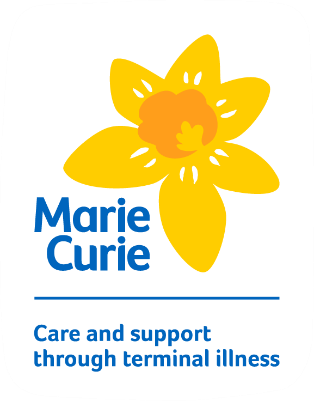 Marie
Curie
Care and support
through terminal illness